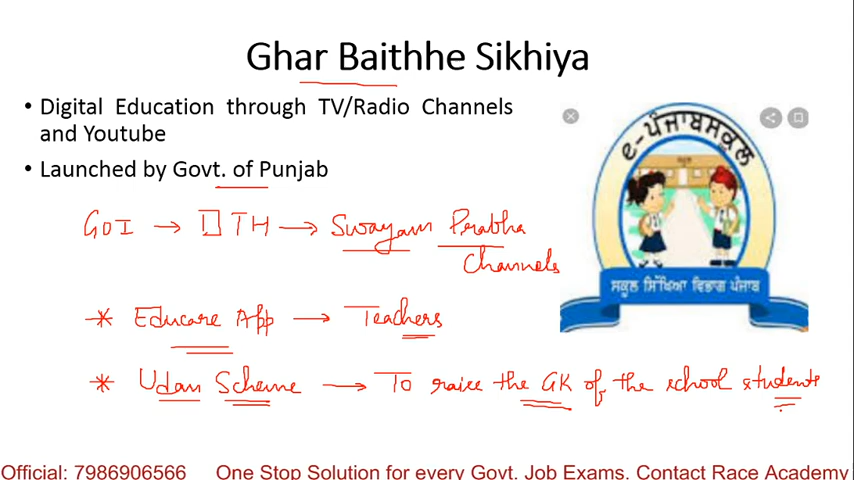 Ghar Baithhe Sikhiya
• Digital Education through TV/Radio Channels
and Youtube
• Launched by Govt. of Punjab
GOI → DTH → Swayam Prabha
Channels
* Educare App → Teachers
* Udan Scheme → To raise the GK of the school students
ੲ-ਪੰਜਾਬਸਕੂਲ
ਸਕੂਲ ਸਿੱਖਿਆ ਵਿਭਾਗ ਪੰਜਾਬ
Official: 7986906566 One Stop Solution for every Govt. Job Exams. Contact Race Academy